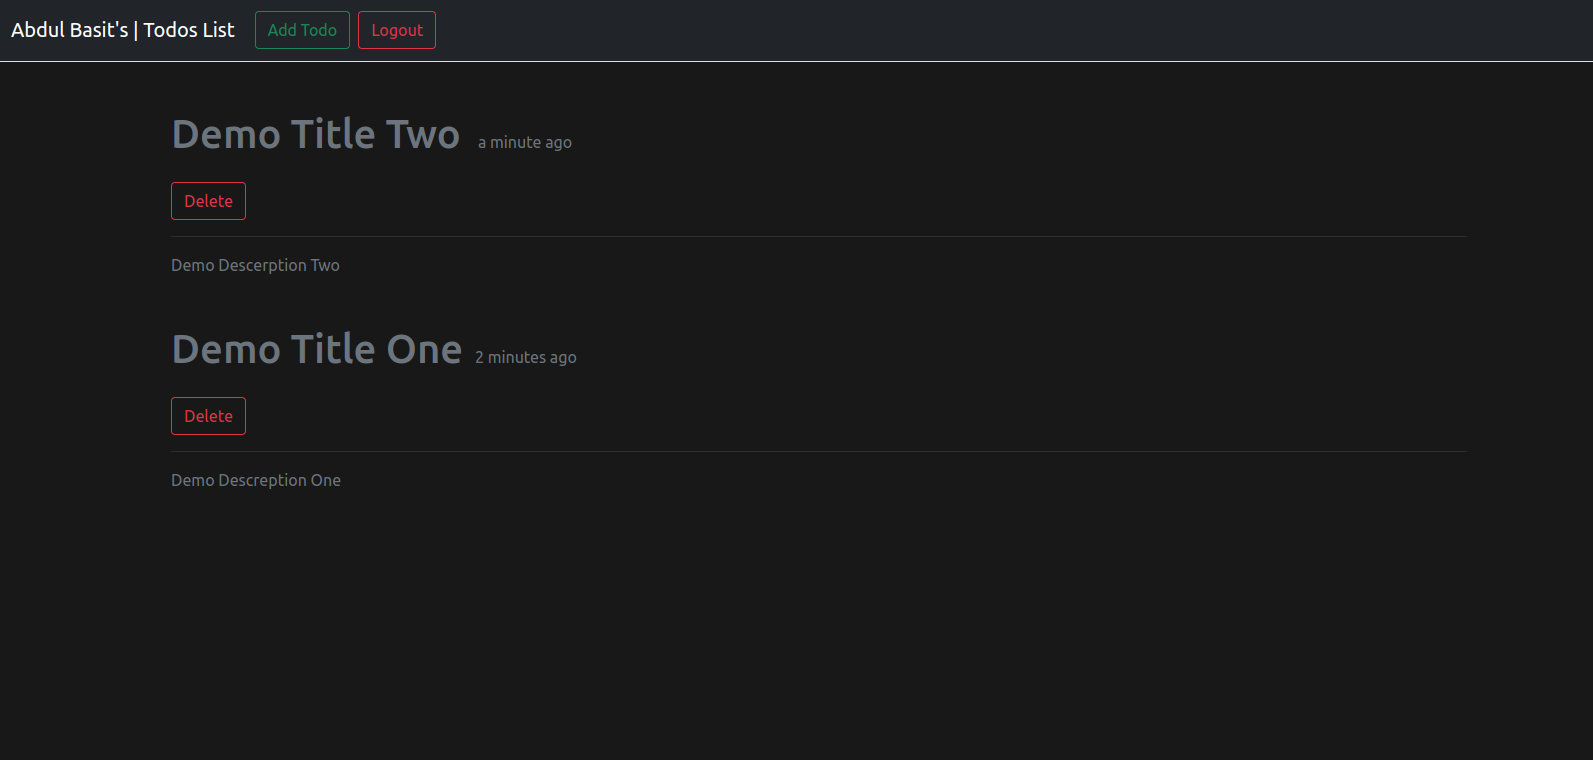 Abdul Basit's | Todos List Add Todo Logout
Demo Title Two a minute ago
Delete
Demo Descerption Two
Demo Title One 2 minutes ago
Delete
Demo Descreption One